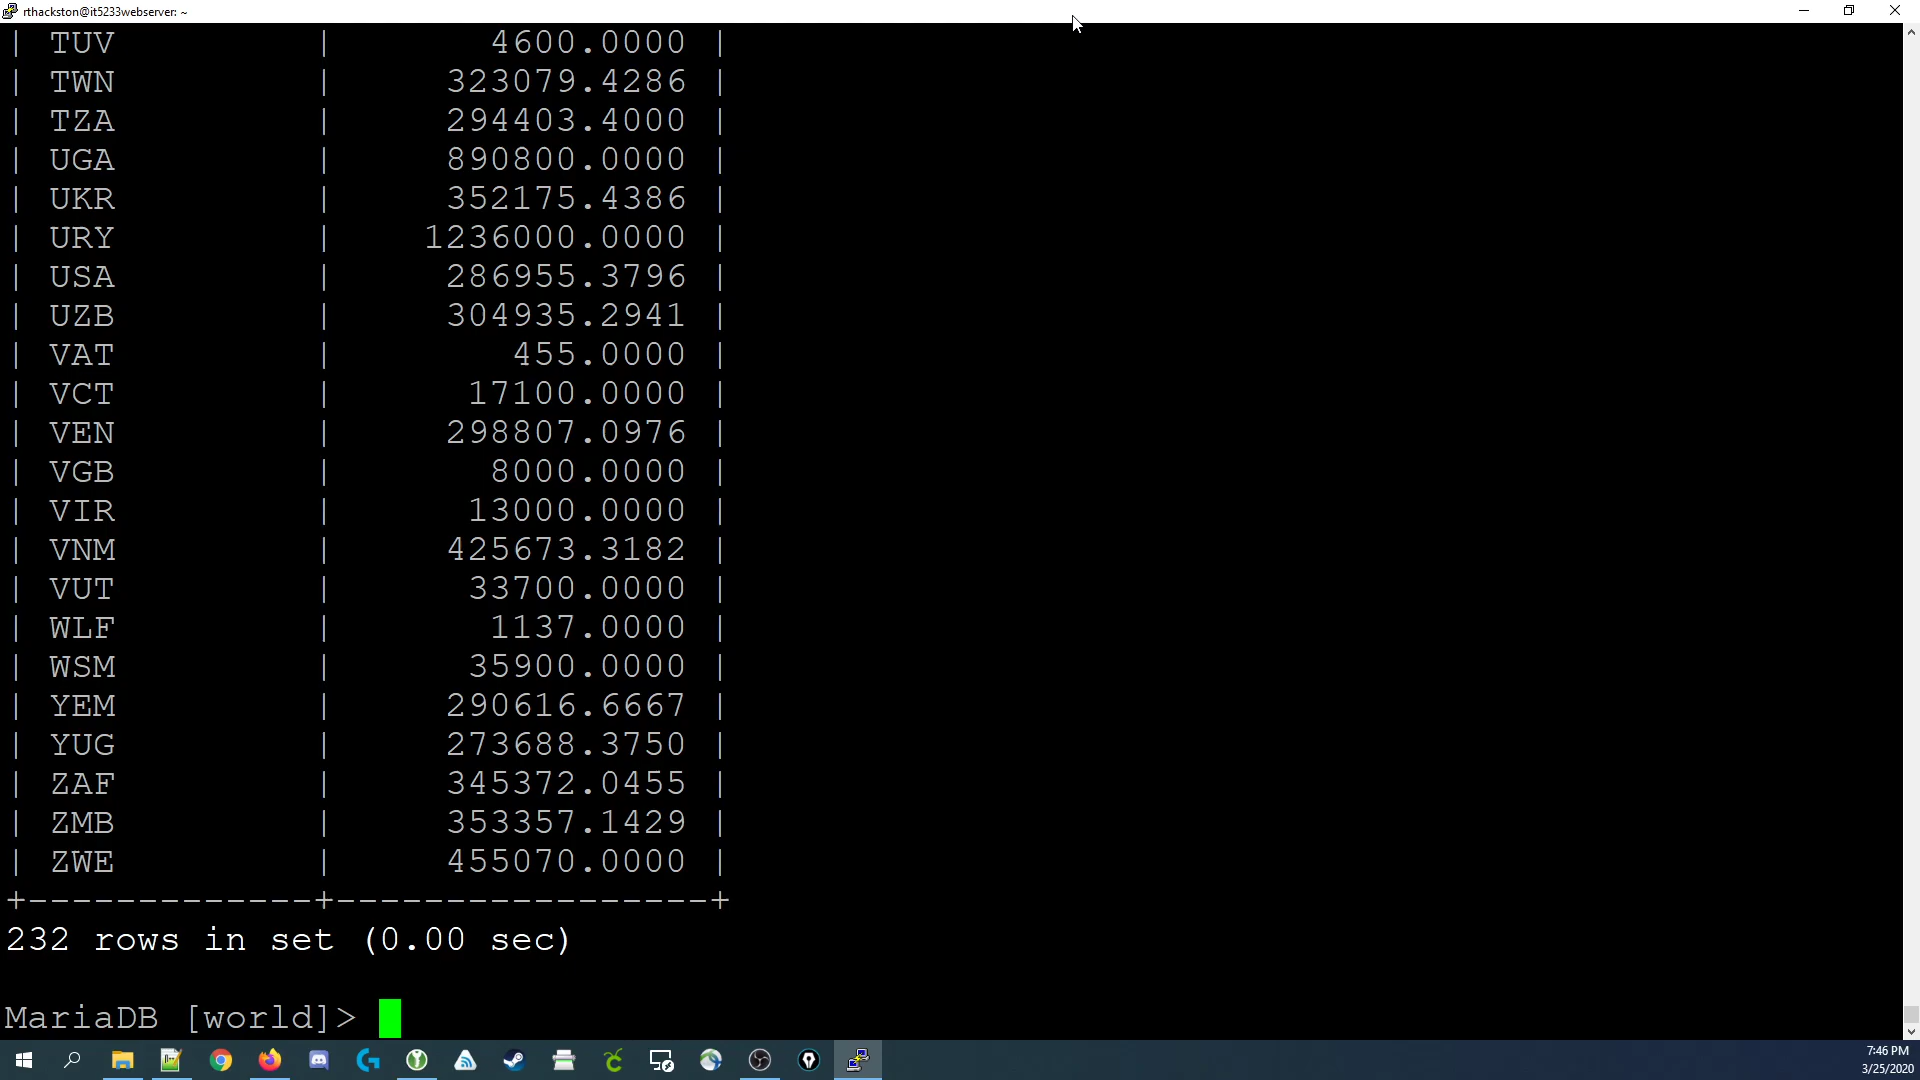 rthackston@it5233webserver: ~
| TUV | 4600.0000 |
| TWN | 323079.4286 |
| TZA | 294403.4000 |
| UGA | 890800.0000 |
| UKR | 352175.4386 |
| URY | 1236000.0000 |
| USA | 286955.3796 |
| UZB | 304935.2941 |
| VAT | 455.0000 |
| VCT | 17100.0000 |
| VEN | 298807.0976 |
| VGB | 8000.0000 |
| VIR | 13000.0000 |
| VNM | 425673.3182 |
| VUT | 33700.0000 |
| WLF | 1137.0000 |
| WSM | 35900.0000 |
| YEM | 290616.6667 |
| YUG | 273688.3750 |
| ZAF | 345372.0455 |
| ZMB | 353357.1429 |
| ZWE | 455070.0000 |
+-------------+-----------------+
232 rows in set (0.00 sec)
MariaDB [world]>
7:46 PM
3/25/2020